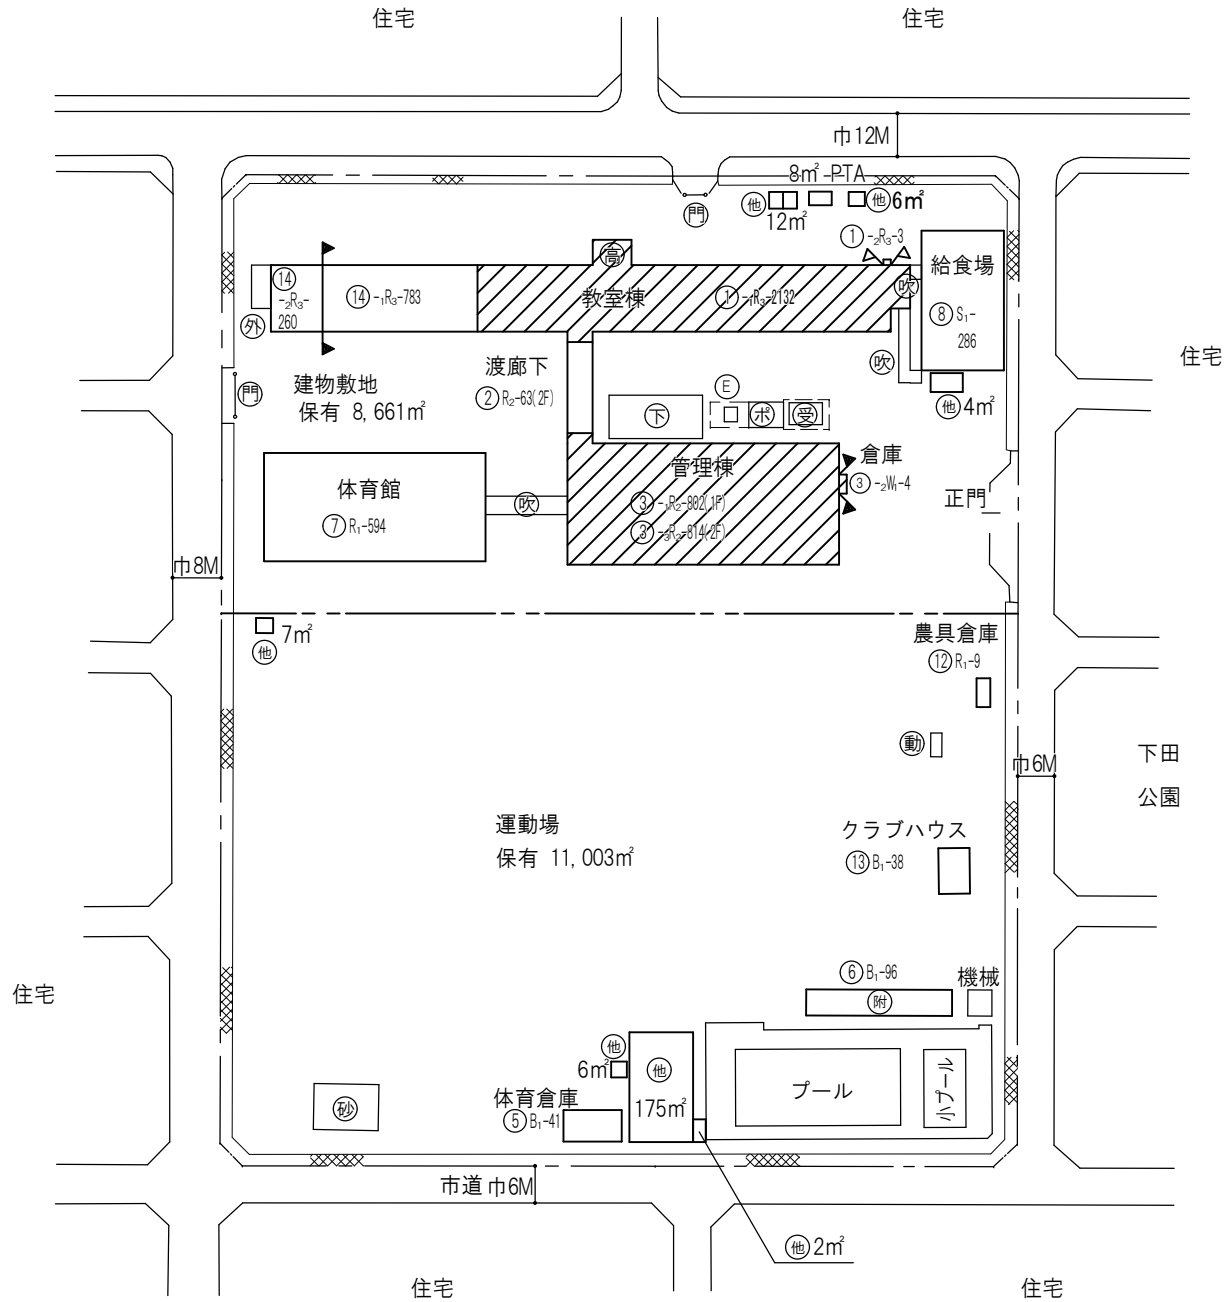 住宅
住宅
巾12M
8㎡-PTA
他
12㎡
他6㎡
門
①-₂R₃-3
高
給食場
⑧S₁-
286
吹
⑭
-₂R₃-
260
⑭-₁R₃-783
教室棟
①-₁R₃-2132
外
門
建物敷地
保有 8,661㎡
渡廊下
②R₂-63(2F)
吹
E
下
ポ
受
他4㎡
住宅
体育館
⑦R₁-594
吹
管理棟
③-₁R₂-802(1F)
③-₃R₂-814(2F)
倉庫
③-₂W₁-4
正門
巾8M
7㎡
他
農具倉庫
⑫R₁-9
動
巾6M
下田
公園
運動場
保有 11,003㎡
クラブハウス
⑬B₁-38
住宅
⑥B₁-96
附
機械
他
6㎡
他
175㎡
プール
小プール
砂
体育倉庫
⑤B₁-41
市道 巾6M
他2㎡
住宅
住宅